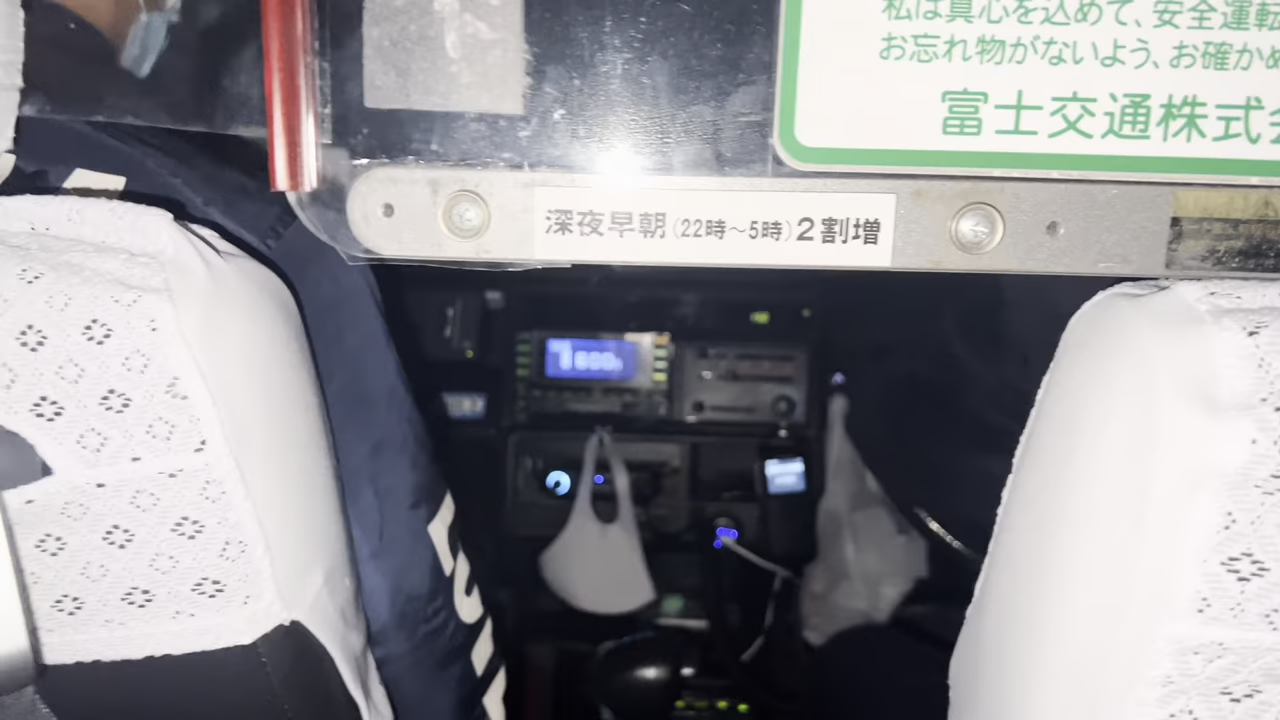 私は真心を込めて、安全運転
お忘れ物がないよう、お確かめ
富士交通株式会
深夜早朝(22時～5時)2割増